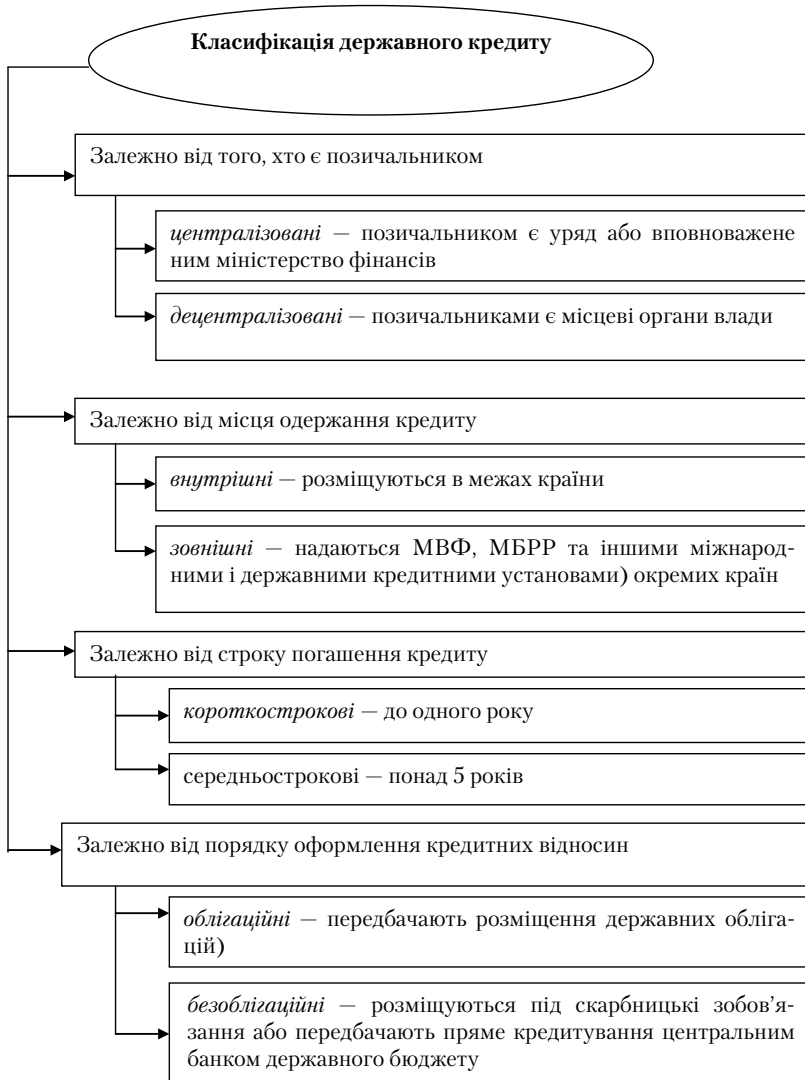 Класифікація державного кредиту
Залежно від того, хто є позичальником
централізовані — позичальником є уряд або вповноважене
ним міністерство фінансів
децентралізовані — позичальниками є місцеві органи влади
Залежно від місця одержання кредиту
внутрішні — розміщуються в межах країни
зовнішні — надаються МВФ, МБРР та іншими міжнарод-
ними і державними кредитними установами) окремих країн
Залежно від строку погашення кредиту
короткострокові — до одного року
середньострокові — понад 5 років
Залежно від порядку оформлення кредитних відносин
облігаційні — передбачають розміщення державних обліга-
цій)
безоблігаційні — розміщуються під скарбницькі зобов’я-
зання або передбачають пряме кредитування центральним
банком державного бюджету